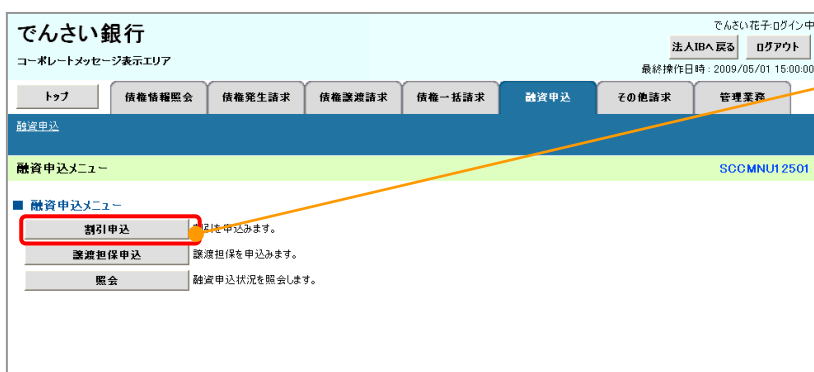 でんさい銀行
コーポレートメッセージ表示エリア
でんさい花子:ログイン中
法人IBへ戻る ログアウト
最終操作日時:2009/05/01 15:00:00
トップ 債権情報照会 債権発生請求 債権譲渡請求 債権一括請求 融資申込 その他請求 管理業務
融資申込
融資申込メニュー SCCMNU12501
■ 融資申込メニュー
割引申込 割引を申込みます。
譲渡担保申込 譲渡担保を申込みます。
照会 融資申込状況を照会します。